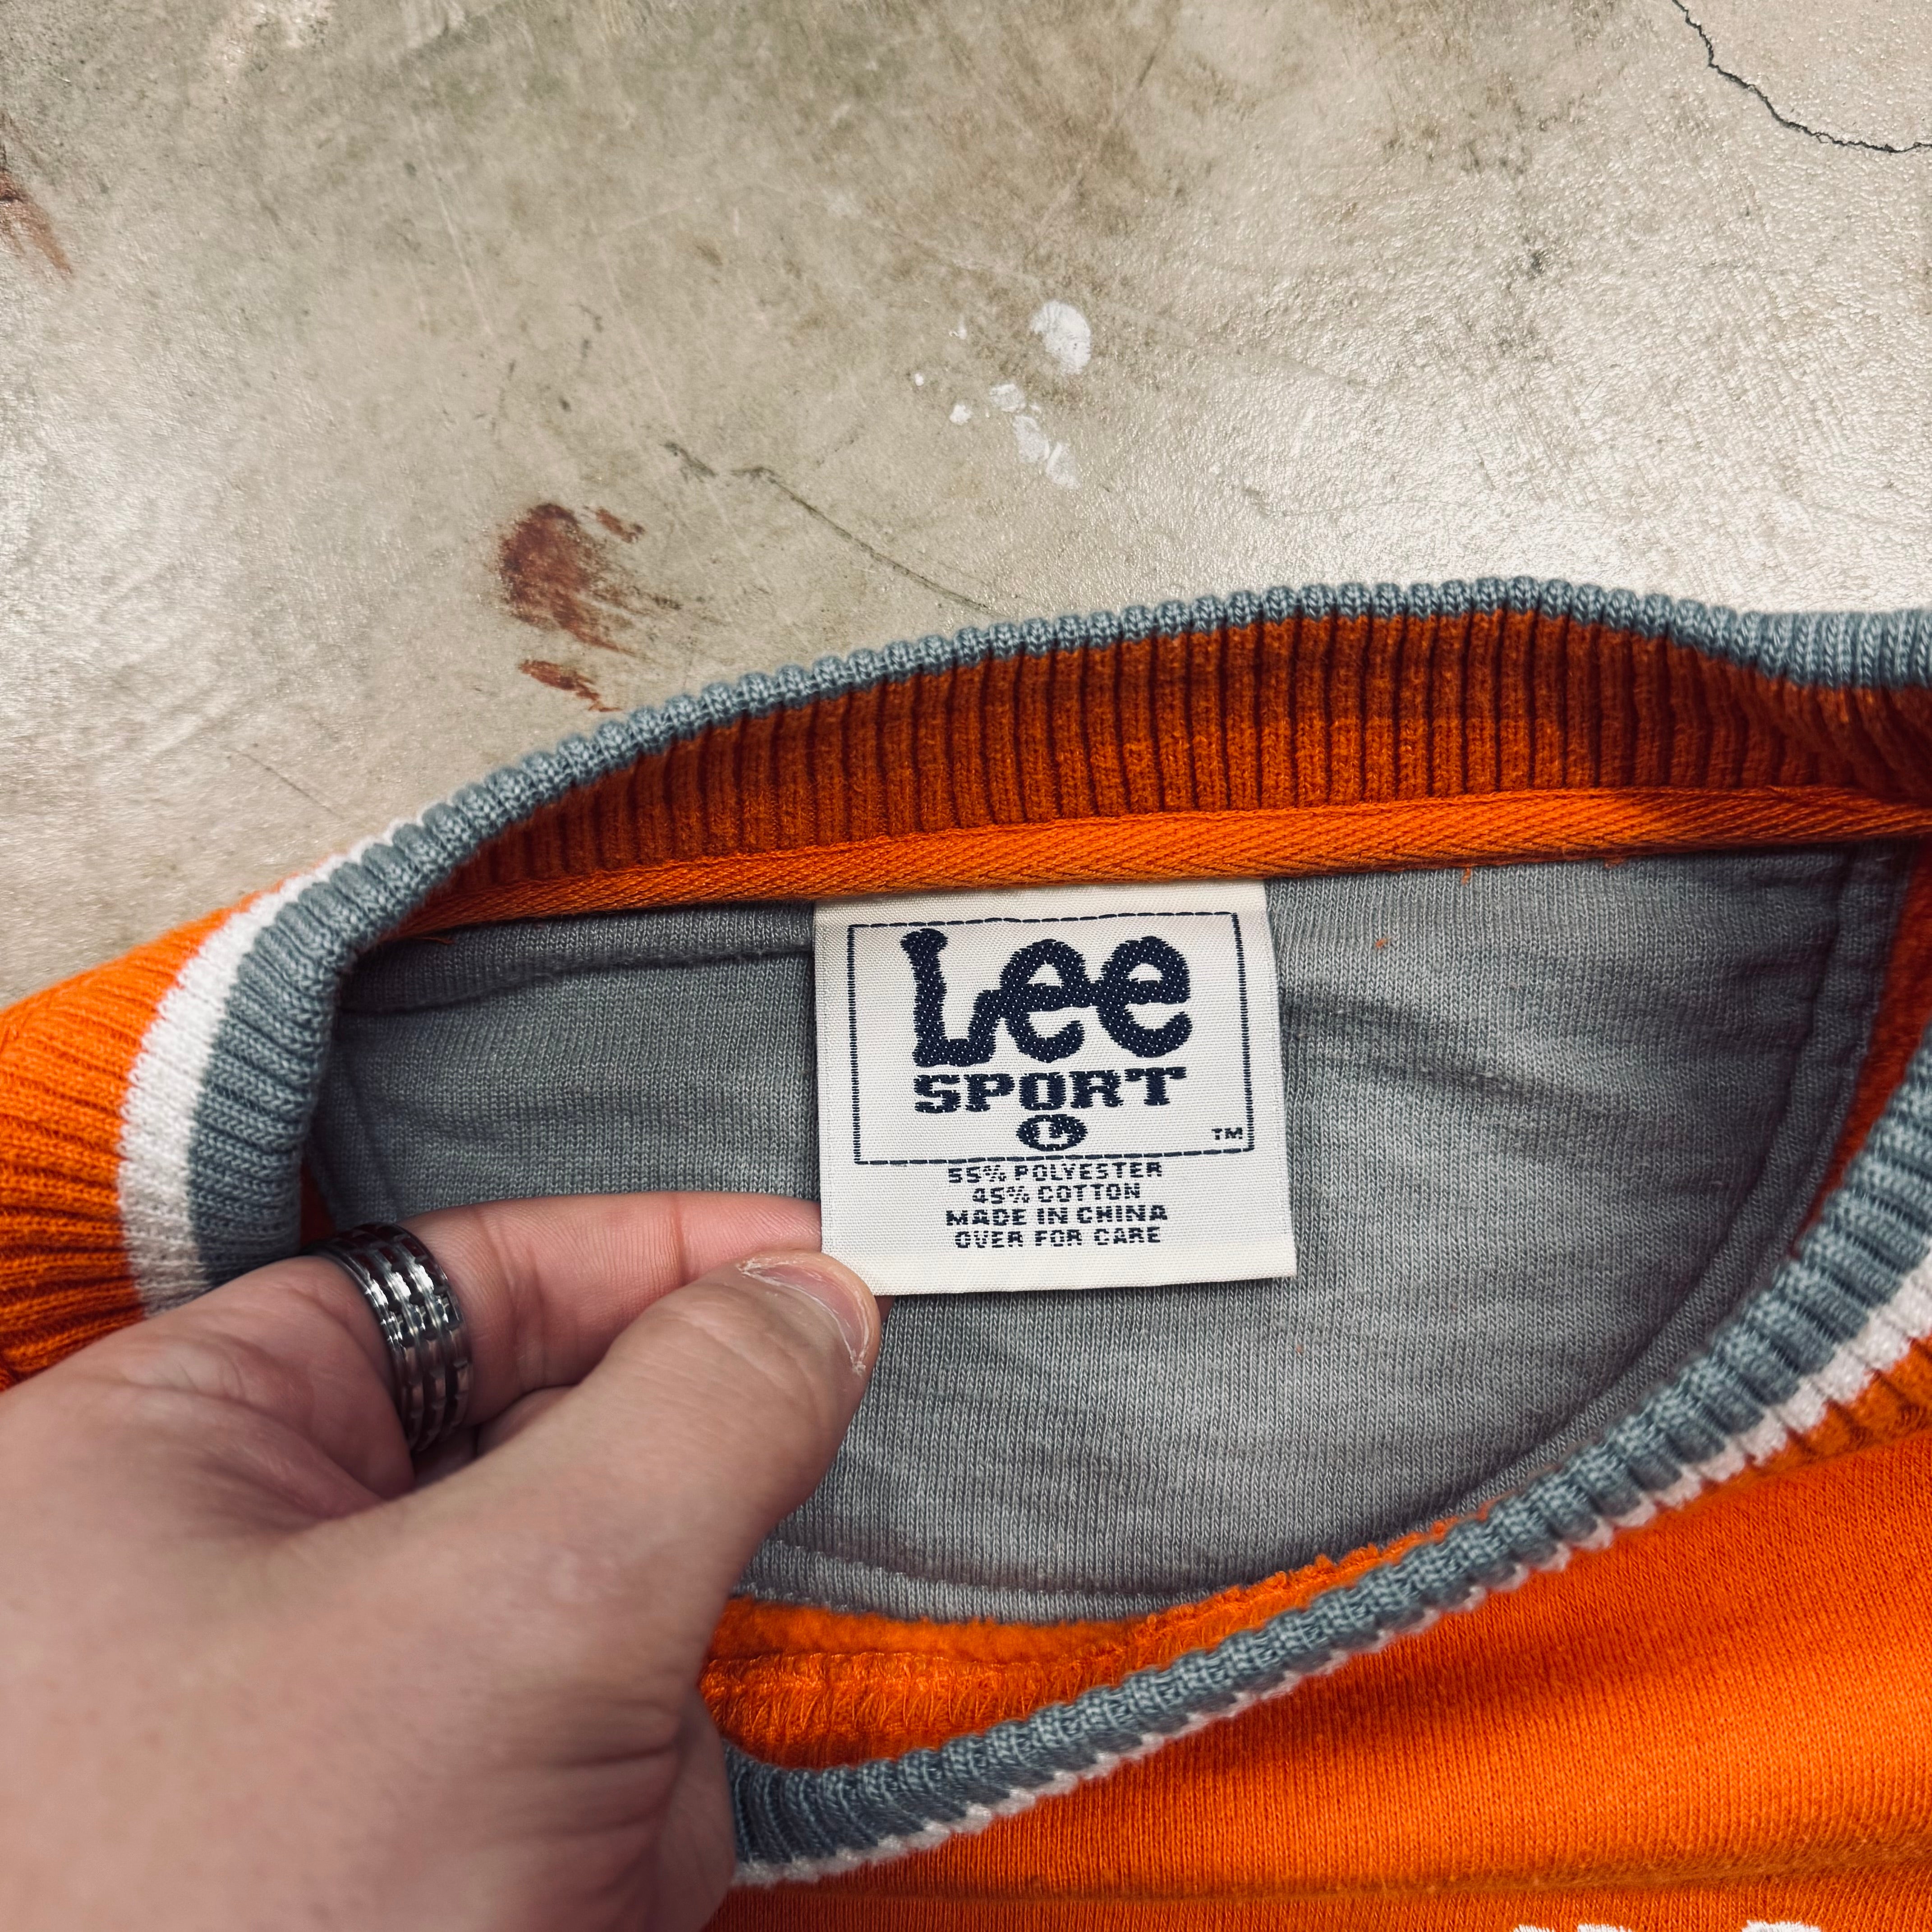 Lee
SPORT
L
TM
55% POLYESTER
45% COTTON
MADE IN CHINA
OVER FOR CARE